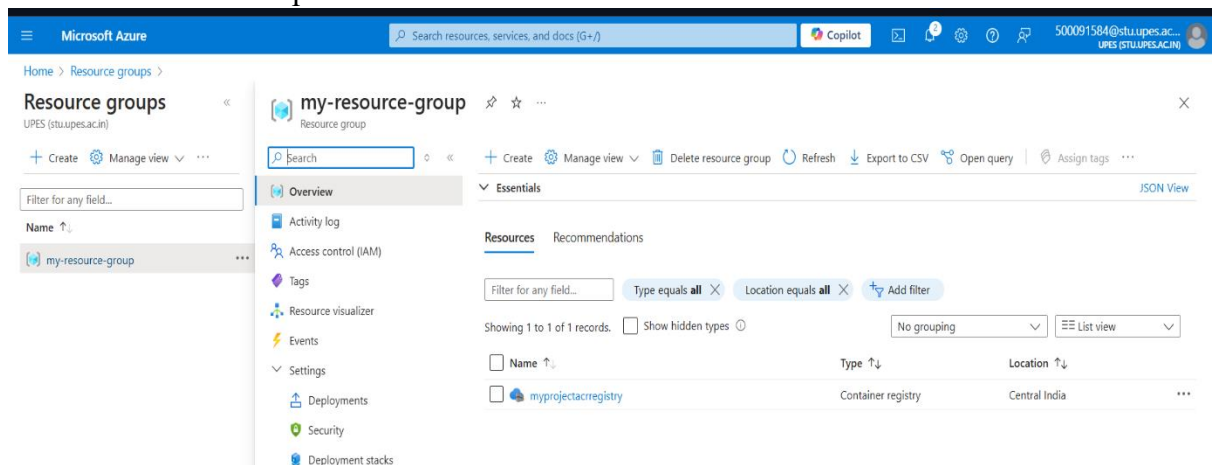 Microsoft Azure
Search resources, services, and docs (G+/)
Copilot
2
500091584@stu.upes.ac...
UPES (STU.UPES.AC.IN)
Home > Resource groups >
Resource groups
UPES (stu.upes.ac.in)
+ Create Manage view ...
Filter for any field...
Name ↑↓
my-resource-group ...
my-resource-group ...
Resource group
Search
Overview
Activity log
Access control (IAM)
Tags
Resource visualizer
Events
Settings
Deployments
Security
Deployment stacks
+ Create Manage view Delete resource group Refresh Export to CSV Open query Assign tags ...
Essentials JSON View
Resources Recommendations
Filter for any field... Type equals all Location equals all Add filter
Showing 1 to 1 of 1 records. Show hidden types No grouping List view
Name ↑↓ Type ↑↓ Location ↑↓
myprojectacrregistry Container registry Central India ...